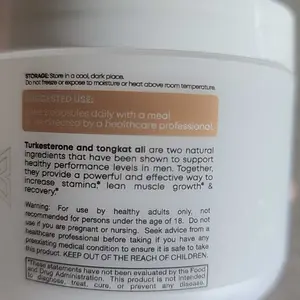 STORAGE: Store in a cool, dark place.
Do not freeze or expose to moisture or heat above room temperature.
USE:
capsules daily with a meal
by a healthcare professional.
Turkesterone and tongkat ali are two natural
ingredients that have been shown to support
healthy performance levels in men. Together,
they provide a powerful and effective way to
increase stamina,* lean muscle growth* &
recovery.*
Warning: For use by healthy adults only, not
recommended for persons under the age of 18. Do not
use if you are pregnant or nursing. Seek advice from a
healthcare professional before taking if you have any
preexisting medical condition to ensure it is safe to take
this product. KEEP OUT OF THE REACH OF CHILDREN.
*These statements have not been evaluated by the Food
and Drug Administration. This product is not intended
to diagnose, treat, cure, or prevent any disease.